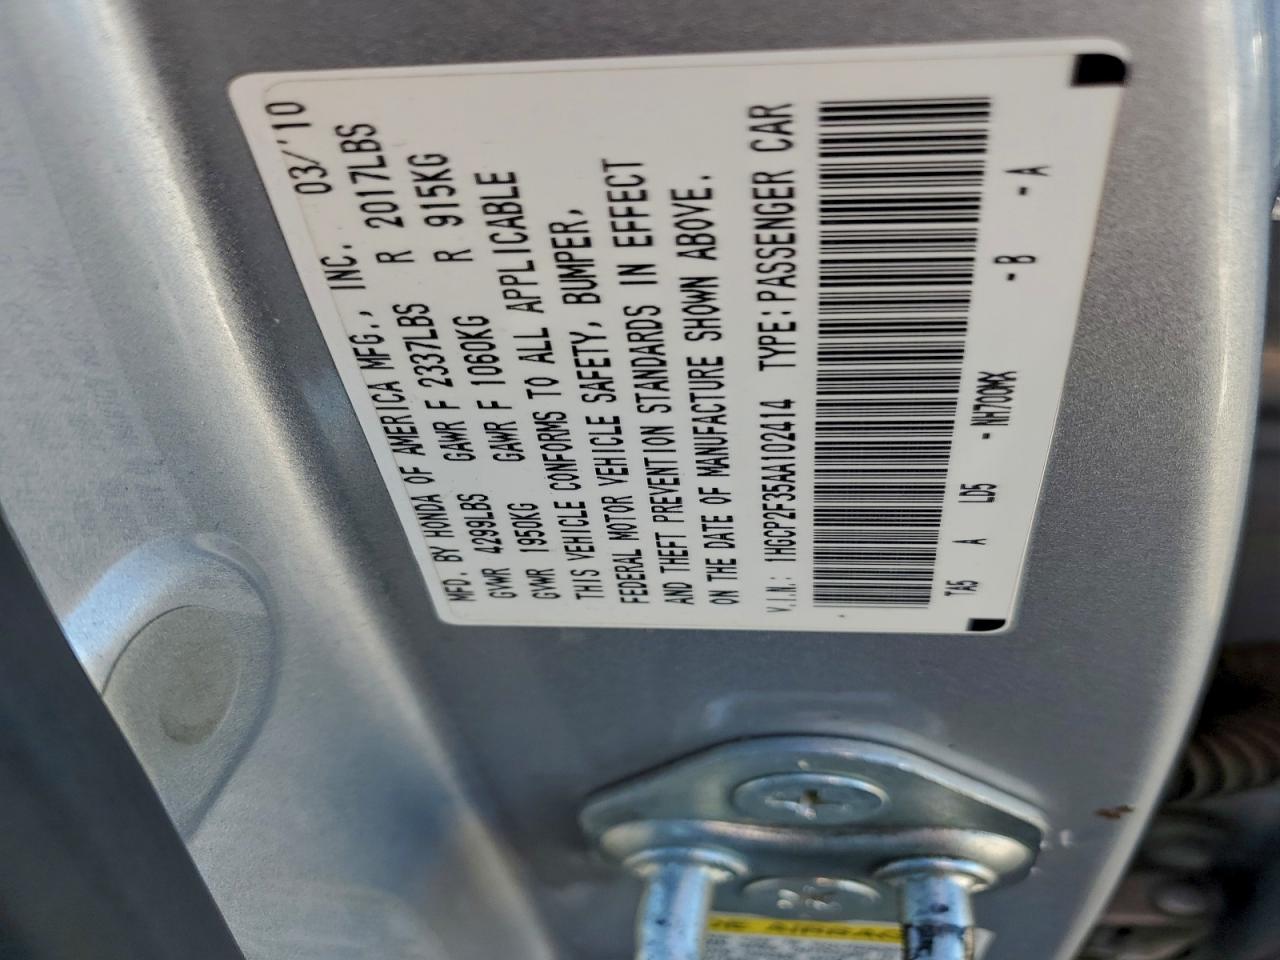 MFD. BY HONDA OF AMERICA MFG., INC. 03/'10
GVWR 4299LBS GAWR F 2337LBS R 2017LBS
GVWR 1950KG GAWR F 1060KG R 915KG
THIS VEHICLE CONFORMS TO ALL APPLICABLE
FEDERAL MOTOR VEHICLE SAFETY, BUMPER,
AND THEFT PREVENTION STANDARDS IN EFFECT
ON THE DATE OF MANUFACTURE SHOWN ABOVE.
V.I.N.: 1HGCP2F35AA102414 TYPE: PASSENGER CAR
TA5 A LD5 - NH700MX - B - A
AIRBAG